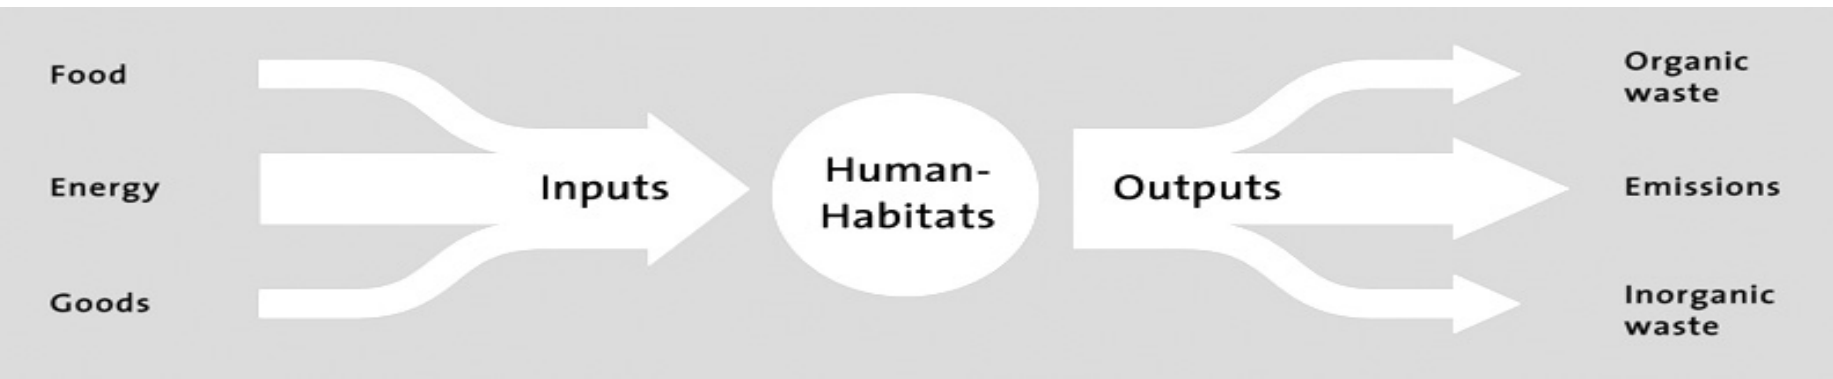 Food
Energy
Goods
Inputs
Human-
Habitats
Outputs
Organic
waste
Emissions
Inorganic
waste